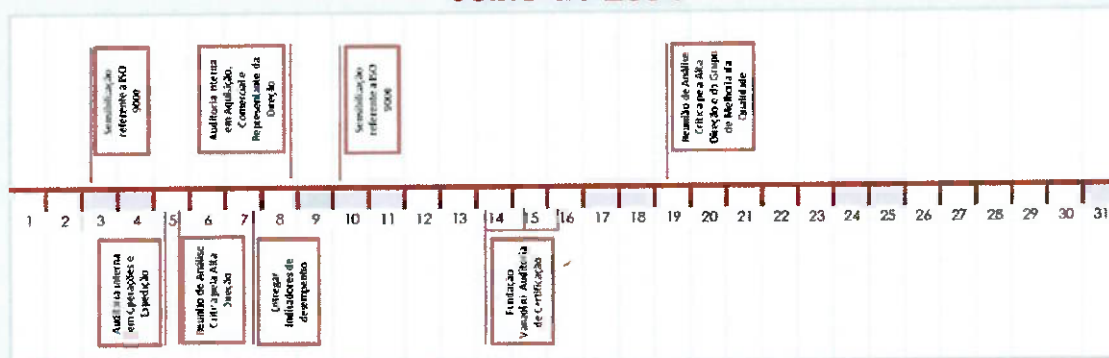 Sensibilização
referente a ISO
9000
Auditoria Interna
em Aquisição,
Comercial e
Representante da
Direção
Sensibilização
referente a ISO
9000
Reunião de Análise
Critica pela Alta
Direção e do Grupo
de Melhoria da
Qualidade
1 2 3 4 5 6 7 8 9 10 11 12 13 14 15 16 17 18 19 20 21 22 23 24 25 26 27 28 29 30 31
Auditoria Interna
em Operações e
Expedição
Reunião de Análise
Critica pela Alta
Direção
Entregar
Indicadores de
desempenho
Fundação
Vanzolini Auditoria
de Certificação